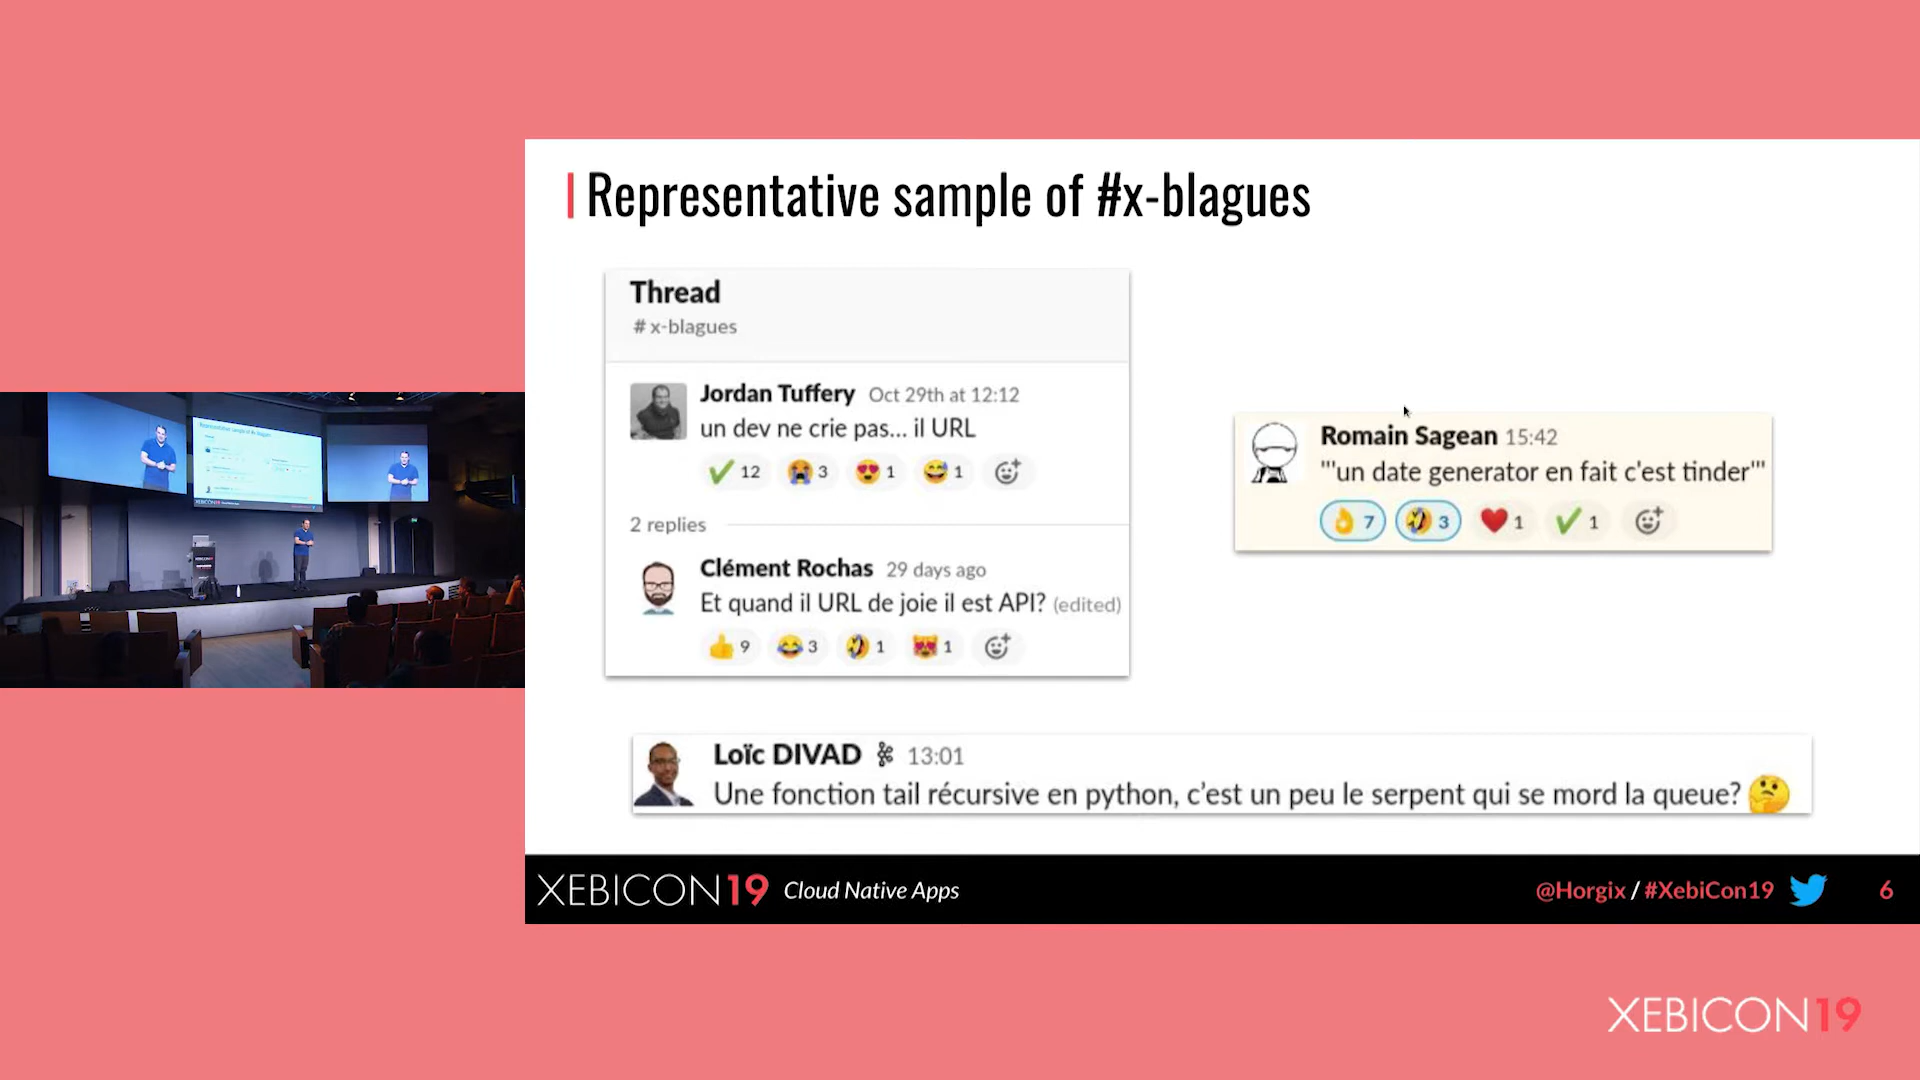 Representative sample of #x-blagues
Thread
# x-blagues
Jordan Tuffery Oct 29th at 12:12
un dev ne crie pas... il URL
12 3 1 1
2 replies
Clément Rochas 29 days ago
Et quand il URL de joie il est API? (edited)
9 3 1 1
Romain Sagean 15:42
"'un date generator en fait c'est tinder'"
7 3 1 1
Loïc DIVAD 13:01
Une fonction tail récursive en python, c'est un peu le serpent qui se mord la queue?
XEBICON19 Cloud Native Apps
@Horgix / #XebiCon19 6
XEBICON19